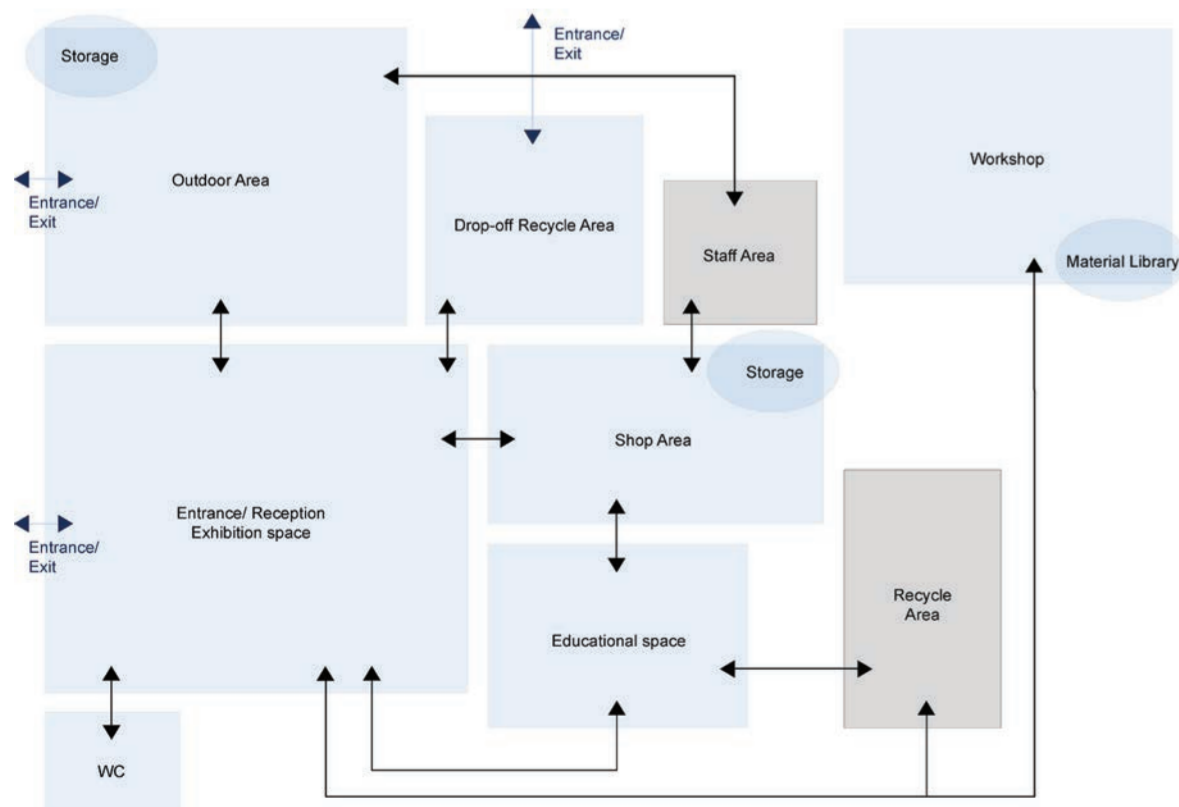 Storage
Entrance/
Exit
Outdoor Area
Entrance/
Exit
Drop-off Recycle Area
Staff Area
Workshop
Material Library
Storage
Shop Area
Entrance/ Reception
Exhibition space
Entrance/
Exit
Educational space
Recycle
Area
WC